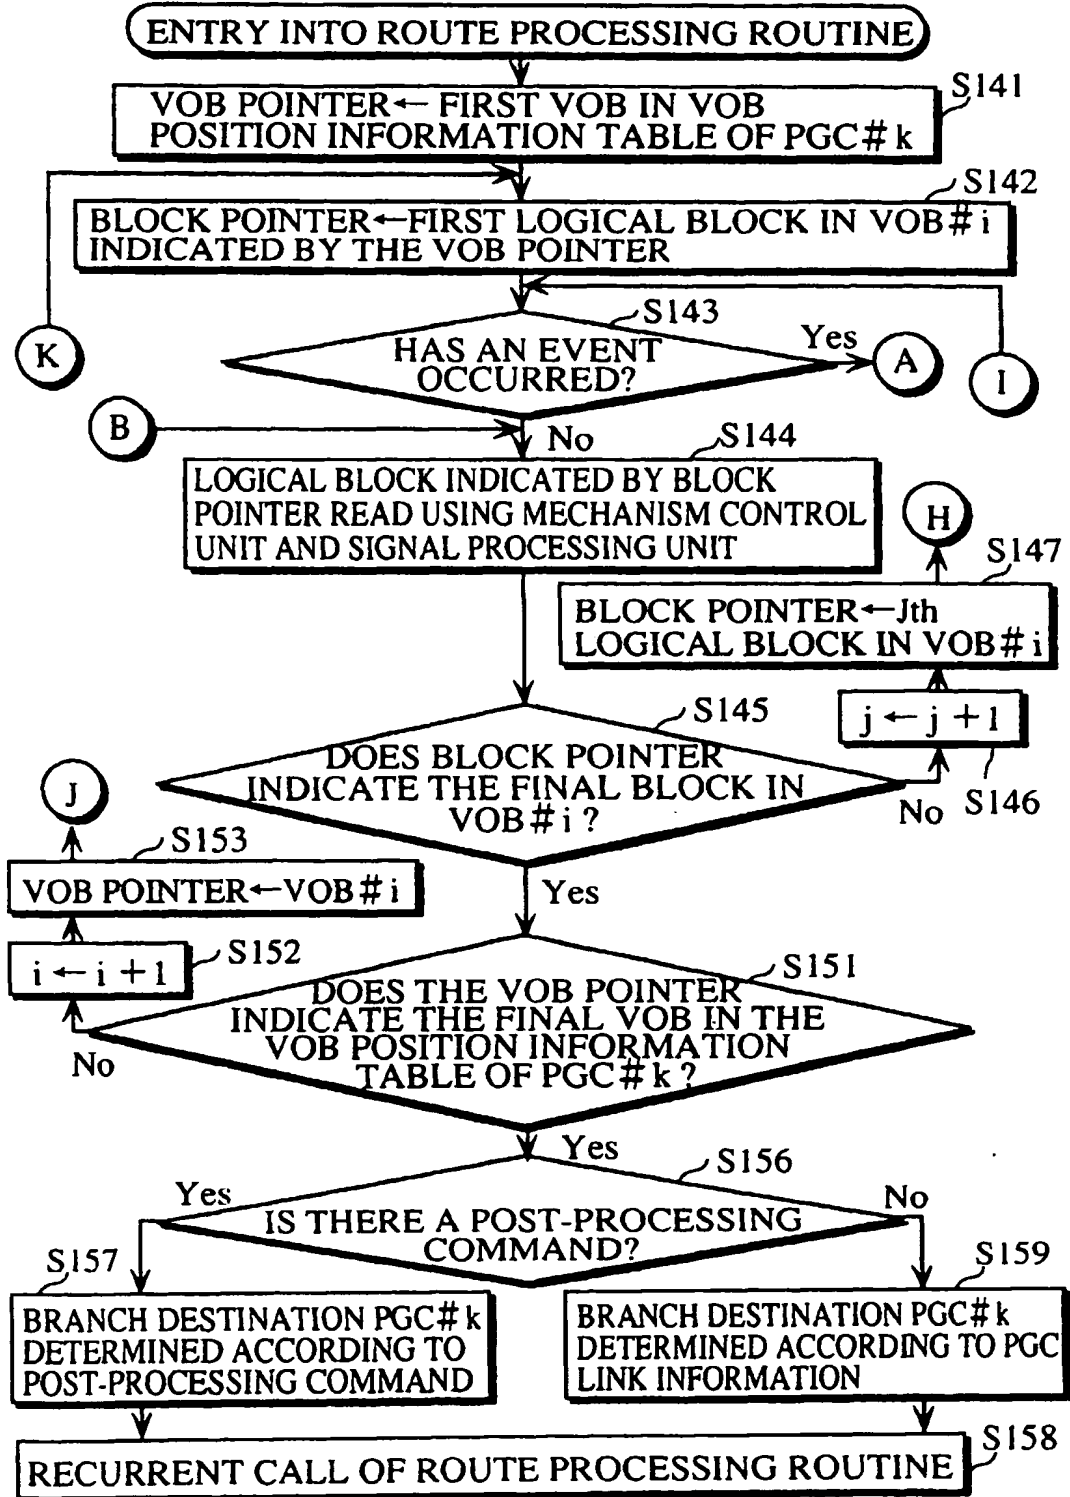 ENTRY INTO ROUTE PROCESSING ROUTINE
S141
VOB POINTER←FIRST VOB IN VOB
POSITION INFORMATION TABLE OF PGC#k
S142
BLOCK POINTER←FIRST LOGICAL BLOCK IN VOB#i
INDICATED BY THE VOB POINTER
S143
HAS AN EVENT
OCCURRED?
Yes
A
K
I
B
No
S144
LOGICAL BLOCK INDICATED BY BLOCK
POINTER READ USING MECHANISM CONTROL
UNIT AND SIGNAL PROCESSING UNIT
H
S147
BLOCK POINTER←Jth
LOGICAL BLOCK IN VOB#i
j←j+1
S146
S145
DOES BLOCK POINTER
INDICATE THE FINAL BLOCK IN
VOB#i?
No
Yes
J
S153
VOB POINTER←VOB#i
S152
i←i+1
S151
DOES THE VOB POINTER
INDICATE THE FINAL VOB IN THE
VOB POSITION INFORMATION
TABLE OF PGC#k?
No
Yes
S156
IS THERE A POST-PROCESSING
COMMAND?
Yes
No
S157
BRANCH DESTINATION PGC#k
DETERMINED ACCORDING TO
POST-PROCESSING COMMAND
S159
BRANCH DESTINATION PGC#k
DETERMINED ACCORDING TO PGC
LINK INFORMATION
S158
RECURRENT CALL OF ROUTE PROCESSING ROUTINE